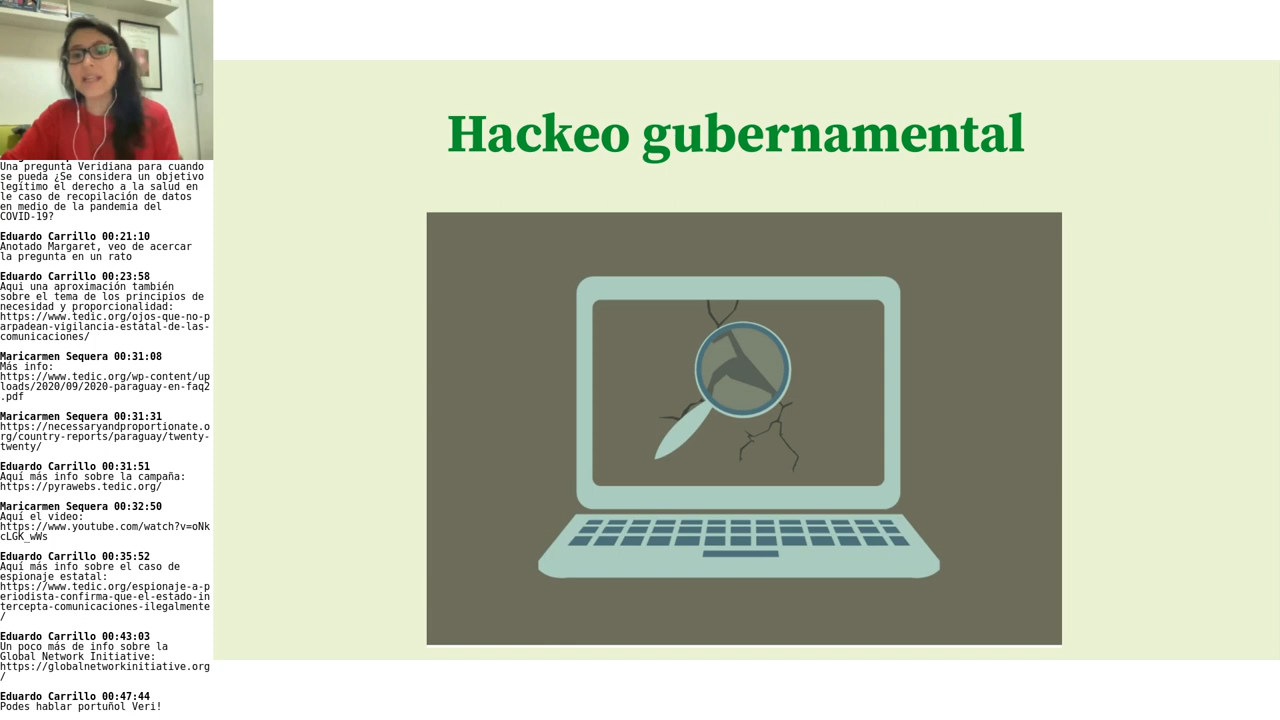 Hackeo gubernamental
Una pregunta Veridiana para cuando
se pueda ¿Se considera un objetivo
legítimo el derecho a la salud en
le caso de recopilación de datos
en medio de la pandemia del
COVID-19?
Eduardo Carrillo 00:21:10
Anotado Margaret, veo de acercar
la pregunta en un rato
Eduardo Carrillo 00:23:58
Aqui una aproximación también
sobre el tema de los principios de
necesidad y proporcionalidad:
https://www.tedic.org/ojos-que-no-p
arpadean-vigilancia-estatal-de-las-
comunicaciones/
Maricarmen Sequera 00:31:08
Más info:
https://www.tedic.org/wp-content/up
loads/2020/09/2020-paraguay-en-faq2
.pdf
Maricarmen Sequera 00:31:31
https://necessaryandproportionate.o
rg/country-reports/paraguay/twenty-
twenty/
Eduardo Carrillo 00:31:51
Aquí más info sobre la campaña:
https://pyrawebs.tedic.org/
Maricarmen Sequera 00:32:50
Aquí el video:
https://www.youtube.com/watch?v=oNk
cLGK_wWs
Eduardo Carrillo 00:35:52
Aquí más info sobre el caso de
espionaje estatal:
https://www.tedic.org/espionaje-a-p
eriodista-confirma-que-el-estado-in
tercepta-comunicaciones-ilegalmente
/
Eduardo Carrillo 00:43:03
Un poco más de info sobre la
Global Network Initiative:
https://globalnetworkinitiative.org
/
Eduardo Carrillo 00:47:44
Podes hablar portuñol Veri!